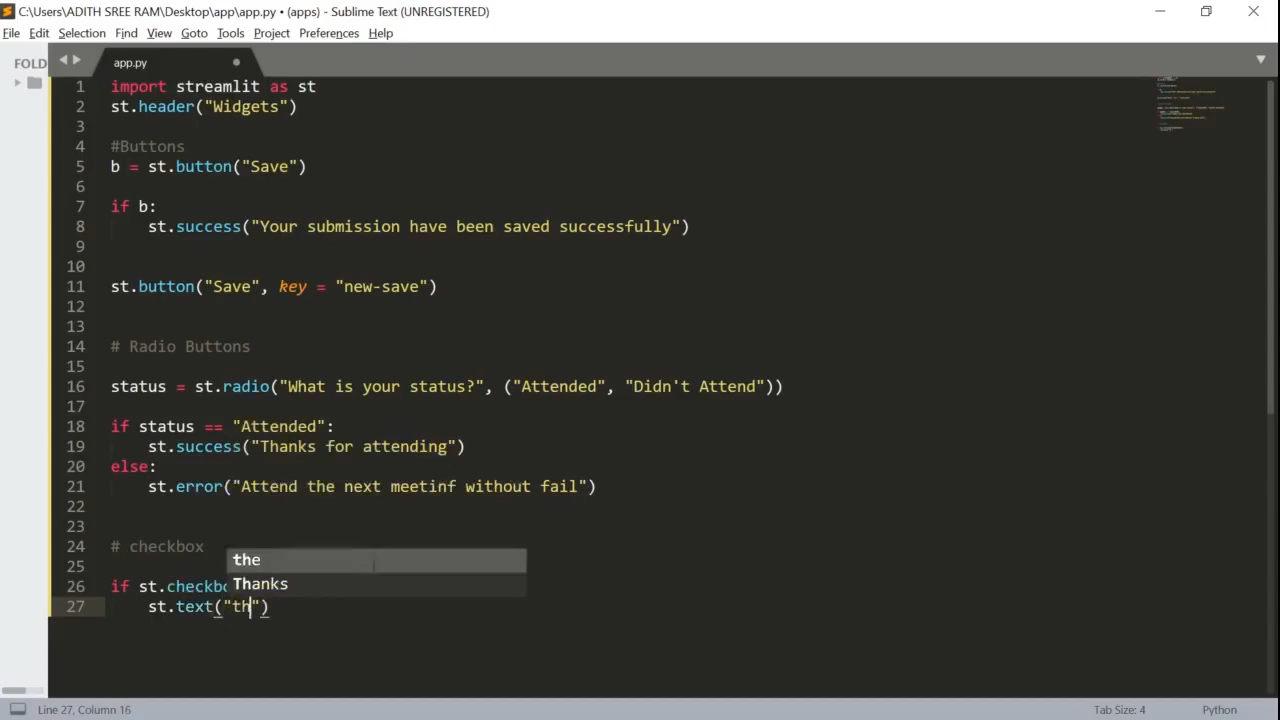 C:\Users\ADITH SREE RAM\Desktop\app\app.py • (apps) - Sublime Text (UNREGISTERED)
File Edit Selection Find View Goto Tools Project Preferences Help
FOLD
app.py
1 import streamlit as st
2 st.header("Widgets")
3
4 #Buttons
5 b = st.button("Save")
6
7 if b:
8 st.success("Your submission have been saved successfully")
9
10
11 st.button("Save", key = "new-save")
12
13
14 # Radio Buttons
15
16 status = st.radio("What is your status?", ("Attended", "Didn't Attend"))
17
18 if status == "Attended":
19 st.success("Thanks for attending")
20 else:
21 st.error("Attend the next meetinf without fail")
22
23
24 # checkbox
the
25
26 if st.checkb
Thanks
27 st.text("th")
Line 27, Column 16
Tab Size: 4
Python